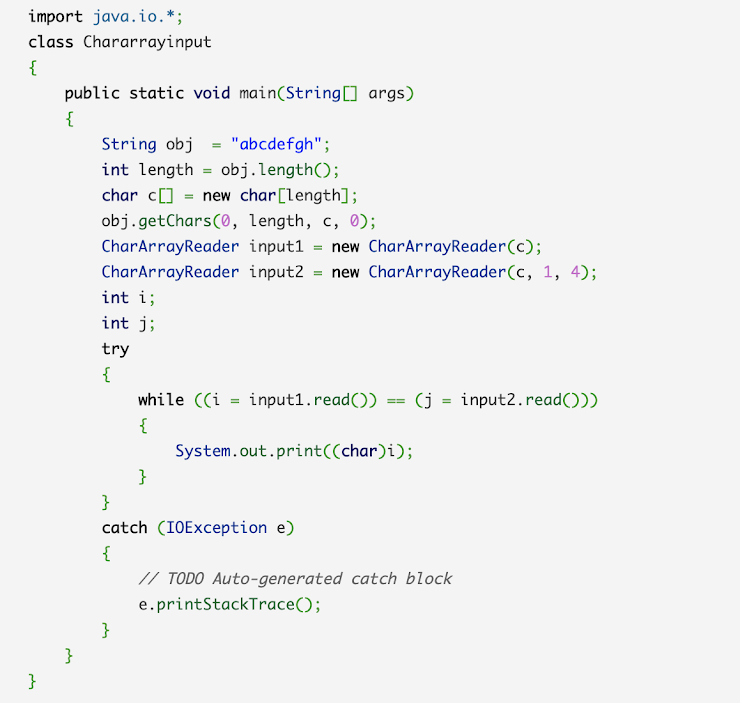 import java.io.*;
class Chararrayinput
{
    public static void main(String[] args)
    {
        String obj  = "abcdefgh";
        int length = obj.length();
        char c[] = new char[length];
        obj.getChars(0, length, c, 0);
        CharArrayReader input1 = new CharArrayReader(c);
        CharArrayReader input2 = new CharArrayReader(c, 1, 4);
        int i;
        int j;
        try
        {
            while ((i = input1.read()) == (j = input2.read()))
            {
                System.out.print((char)i);
            }
        }
        catch (IOException e)
        {
            // TODO Auto-generated catch block
            e.printStackTrace();
        }
    }
}